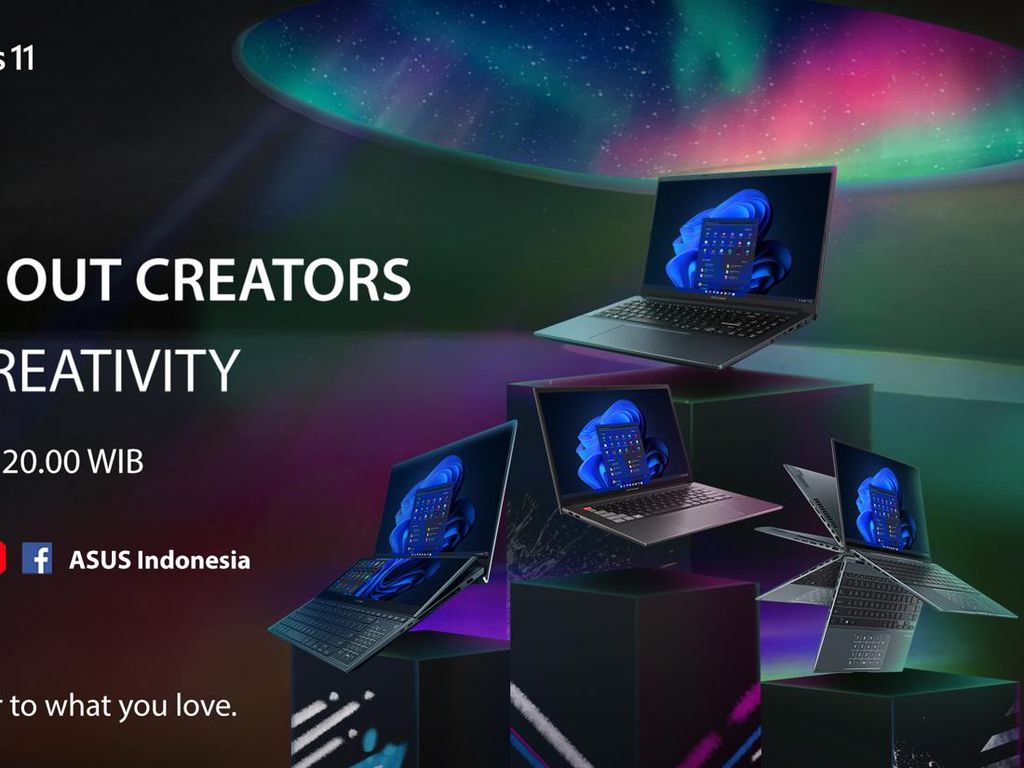 s 11
OUT CREATORS
REATIVITY
20.00 WIB
ASUS Indonesia
r to what you love.